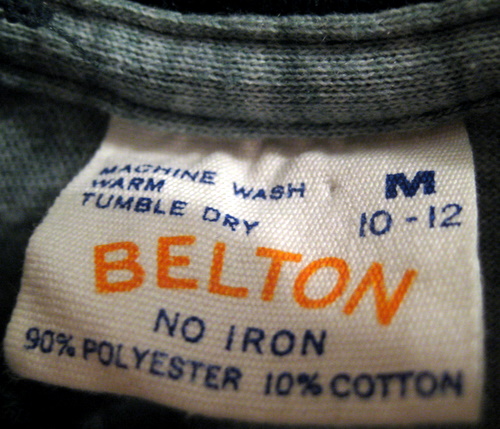 MACHINE WASH
WARM
TUMBLE DRY
M
10-12
BELTON
NO IRON
90% POLYESTER 10% COTTON